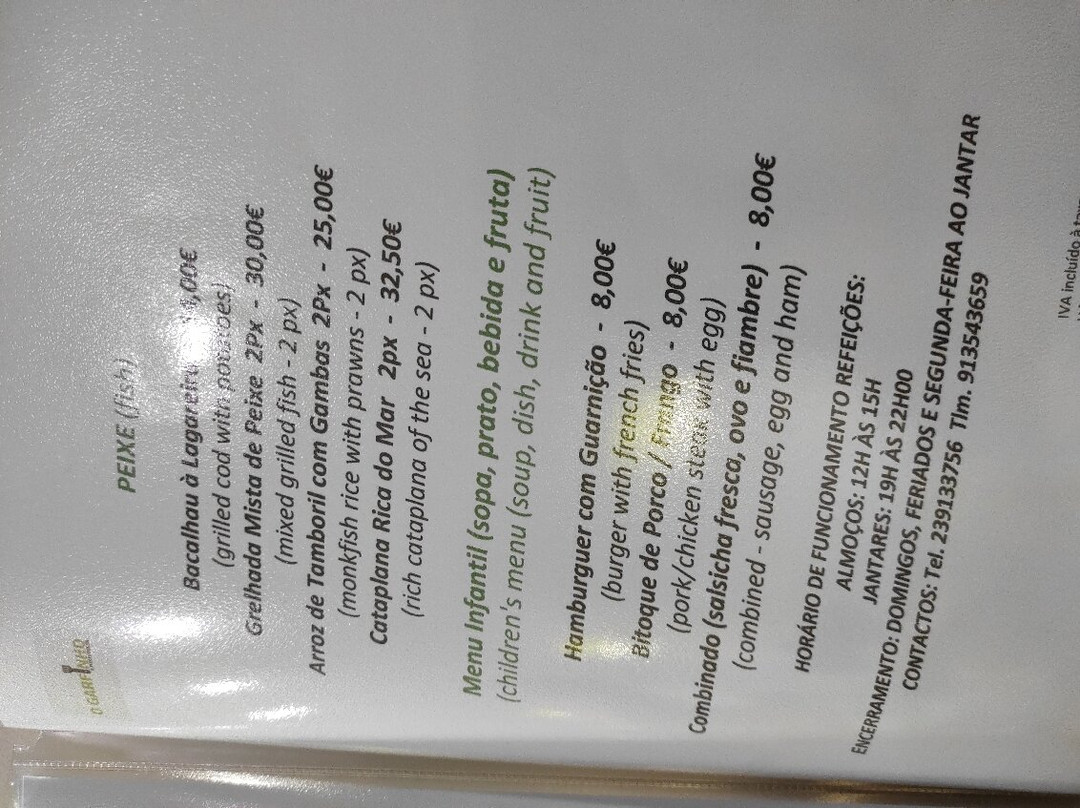 PEIXE (fish)
Bacalhau à Lagareiro ,00€
(grilled cod with potatoes)
Grelhada Mista de Peixe 2Px - 30,00€
(mixed grilled fish - 2 px)
Arroz de Tamboril com Gambas 2Px - 25,00€
(monkfish rice with prawns - 2 px)
Cataplana Rica do Mar 2px - 32,50€
(rich cataplana of the sea - 2 px)
Menu Infantil (sopa, prato, bebida e fruta)
(children's menu (soup, dish, drink and fruit)
Hamburguer com Guarnição - 8,00€
(burger with french fries)
Bitoque de Porco / Frango - 8,00€
(pork/chicken steak with egg)
Combinado (salsicha fresca, ovo e fiambre) - 8,00€
(combined - sausage, egg and ham)
HORÁRIO DE FUNCIONAMENTO REFEIÇÕES:
ALMOÇOS: 12H ÀS 15H
JANTARES: 19H ÀS 22H00
ENCERRAMENTO: DOMINGOS, FERIADOS E SEGUNDA-FEIRA AO JANTAR
CONTACTOS: Tel. 239133756 Tlm. 913543659
IVA incluído à